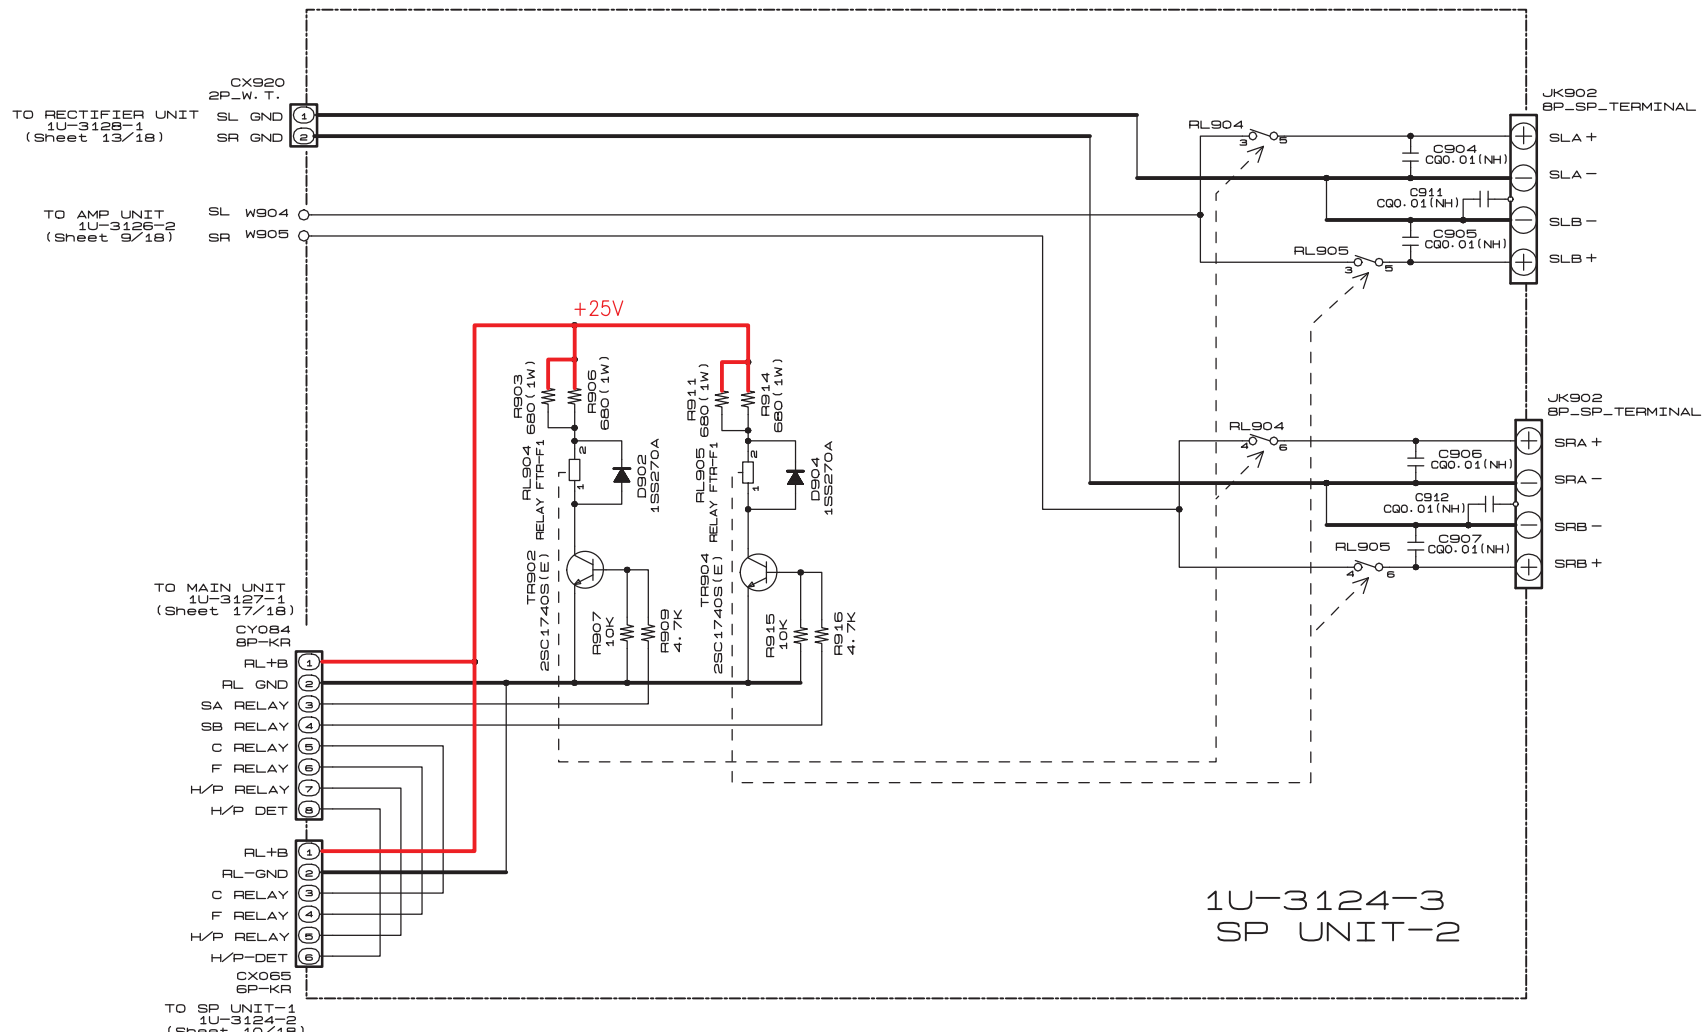 CX920
2P_W.T.
TO RECTIFIER UNIT
1U-3128-1
(Sheet 13/18)
SL GND 1
SR GND 2
TO AMP UNIT
1U-3126-2
(Sheet 9/18)
SL W904
SR W905
JK902
8P_SP_TERMINAL
RL904
3 5
SLA+
C904
CQ0.01(NH)
SLA-
C911
CQ0.01(NH)
SLB-
C905
CQ0.01(NH)
RL905
3 5
SLB+
+25V
R903
680(1W)
R906
680(1W)
R911
680(1W)
R914
680(1W)
RL904
RELAY FTR-F1
2
1
D902
1SS270A
RL905
RELAY FTR-F1
2
1
D904
1SS270A
TR902
2SC1740S(E)
R907
10K
R909
4.7K
TR904
2SC1740S(E)
R915
10K
R916
4.7K
JK902
8P_SP_TERMINAL
RL904
4 6
SRA+
C906
CQ0.01(NH)
SRA-
C912
CQ0.01(NH)
SRB-
C907
CQ0.01(NH)
RL905
4 6
SRB+
TO MAIN UNIT
1U-3127-1
(Sheet 17/18)
CY084
8P-KR
RL+B 1
RL GND 2
SA RELAY 3
SB RELAY 4
C RELAY 5
F RELAY 6
H/P RELAY 7
H/P DET 8
RL+B 1
RL-GND 2
C RELAY 3
F RELAY 4
H/P RELAY 5
H/P-DET 6
CX065
6P-KR
TO SP UNIT-1
1U-3124-2
(Sheet 10/18)
1U-3124-3
SP UNIT-2